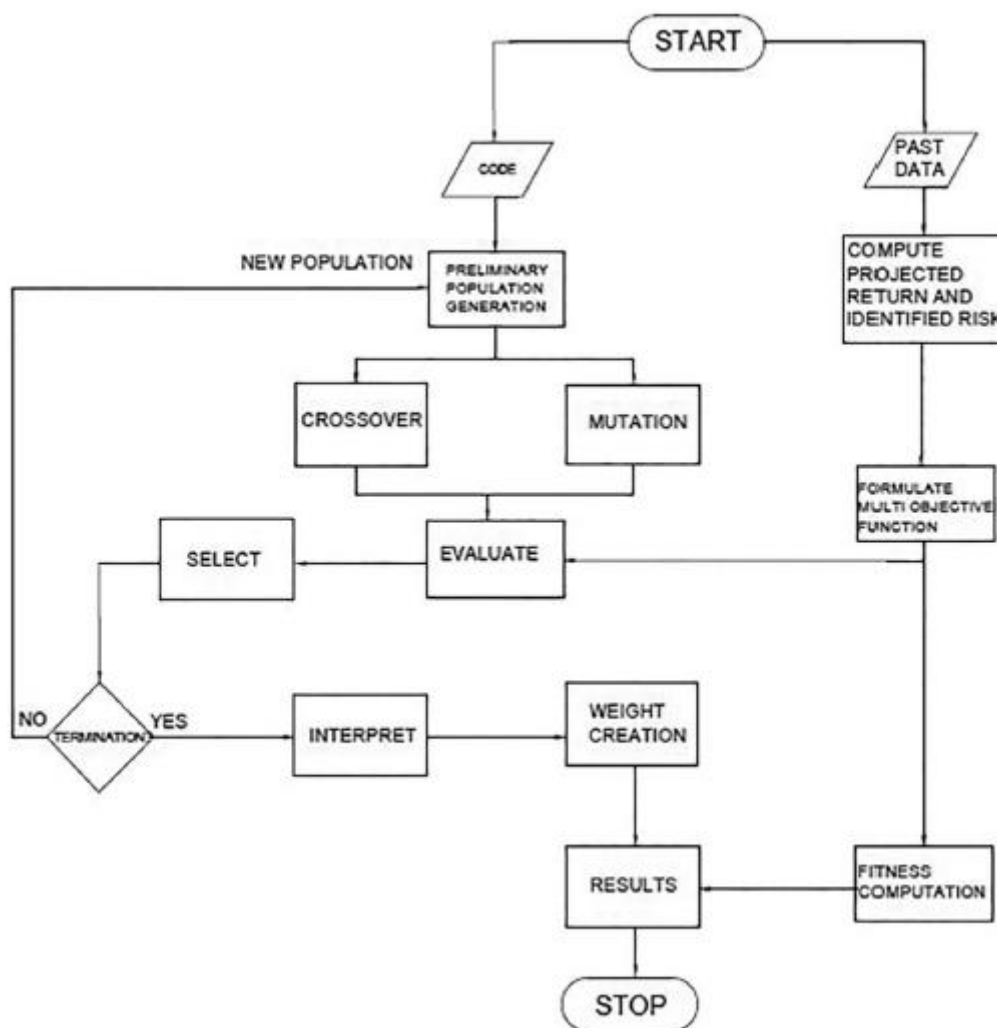 START
CODE
PAST
DATA
NEW POPULATION
PRELIMINARY
POPULATION
GENERATION
COMPUTE
PROJECTED
RETURN AND
IDENTIFIED RISK
CROSSOVER
MUTATION
FORMULATE
MULTI OBJECTIVE
FUNCTION
SELECT
EVALUATE
NO
TERMINATION
YES
INTERPRET
WEIGHT
CREATION
RESULTS
FITNESS
COMPUTATION
STOP